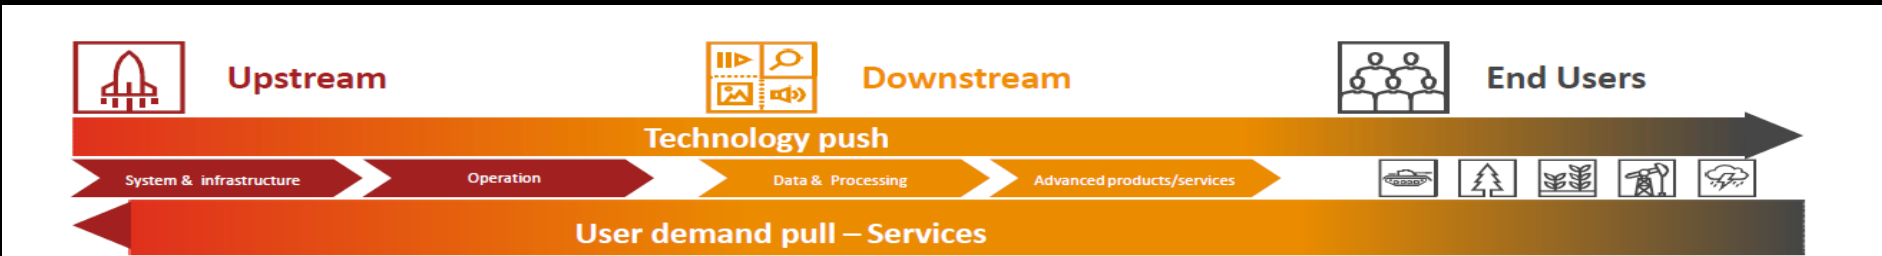 Upstream
Downstream
End Users
Technology push
System & infrastructure
Operation
Data & Processing
Advanced products/services
User demand pull – Services